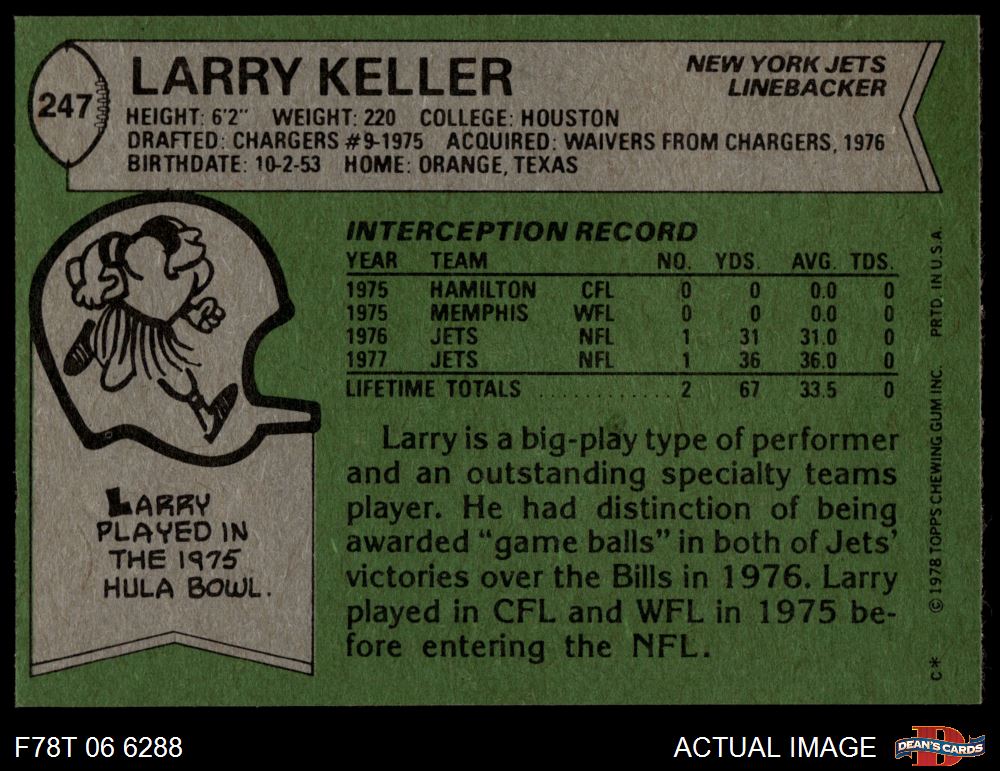 247
LARRY KELLER
NEW YORK JETS
LINEBACKER
HEIGHT: 6'2" WEIGHT: 220 COLLEGE: HOUSTON
DRAFTED: CHARGERS #9-1975 ACQUIRED: WAIVERS FROM CHARGERS, 1976
BIRTHDATE: 10-2-53 HOME: ORANGE, TEXAS
INTERCEPTION RECORD
YEAR TEAM NO. YDS. AVG. TDS.
1975 HAMILTON CFL 0 0 0.0 0
1975 MEMPHIS WFL 0 0 0.0 0
1976 JETS NFL 1 31 31.0 0
1977 JETS NFL 1 36 36.0 0
LIFETIME TOTALS . . . . . . . . . . . . 2 67 33.5 0
Larry is a big-play type of performer
and an outstanding specialty teams
player. He had distinction of being
awarded "game balls" in both of Jets'
victories over the Bills in 1976. Larry
played in CFL and WFL in 1975 be-
fore entering the NFL.
LARRY
PLAYED IN
THE 1975
HULA BOWL.
C* © 1978 TOPPS CHEWING GUM INC. PRTD. IN U.S.A.
F78T 06 6288
ACTUAL IMAGE
D
DEAN'S CARDS